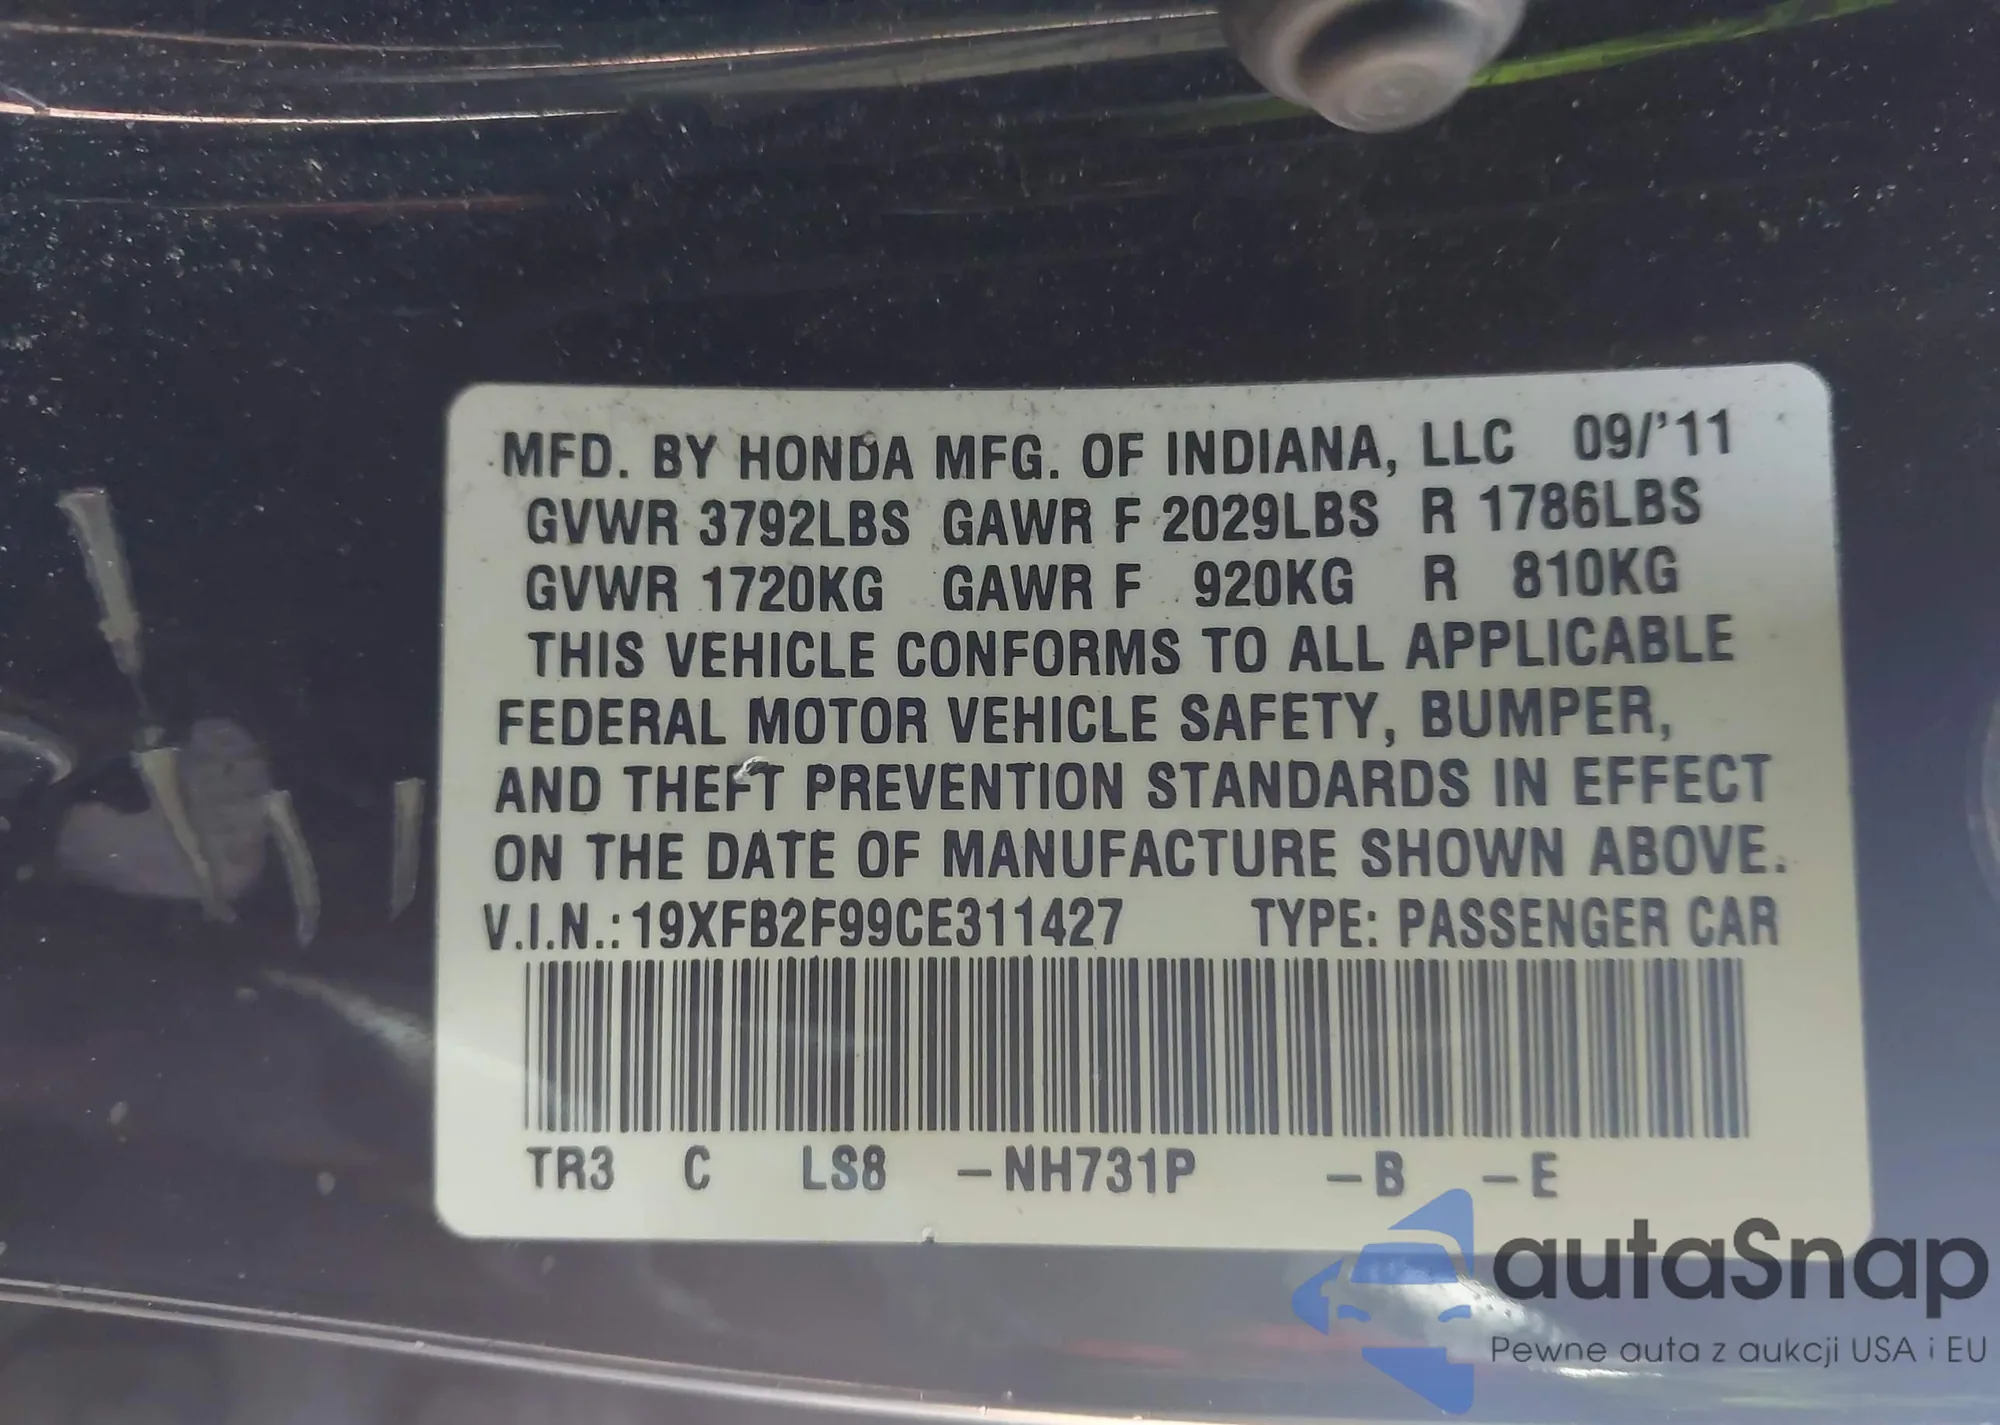 MFD. BY HONDA MFG. OF INDIANA, LLC 09/'11
GVWR 3792LBS GAWR F 2029LBS R 1786LBS
GVWR 1720KG GAWR F 920KG R 810KG
THIS VEHICLE CONFORMS TO ALL APPLICABLE
FEDERAL MOTOR VEHICLE SAFETY, BUMPER,
AND THEFT PREVENTION STANDARDS IN EFFECT
ON THE DATE OF MANUFACTURE SHOWN ABOVE.
V.I.N.: 19XFB2F99CE311427 TYPE: PASSENGER CAR
TR3 C LS8 -NH731P -B -E
autaSnap
Pewne auta z aukcji USA i EU